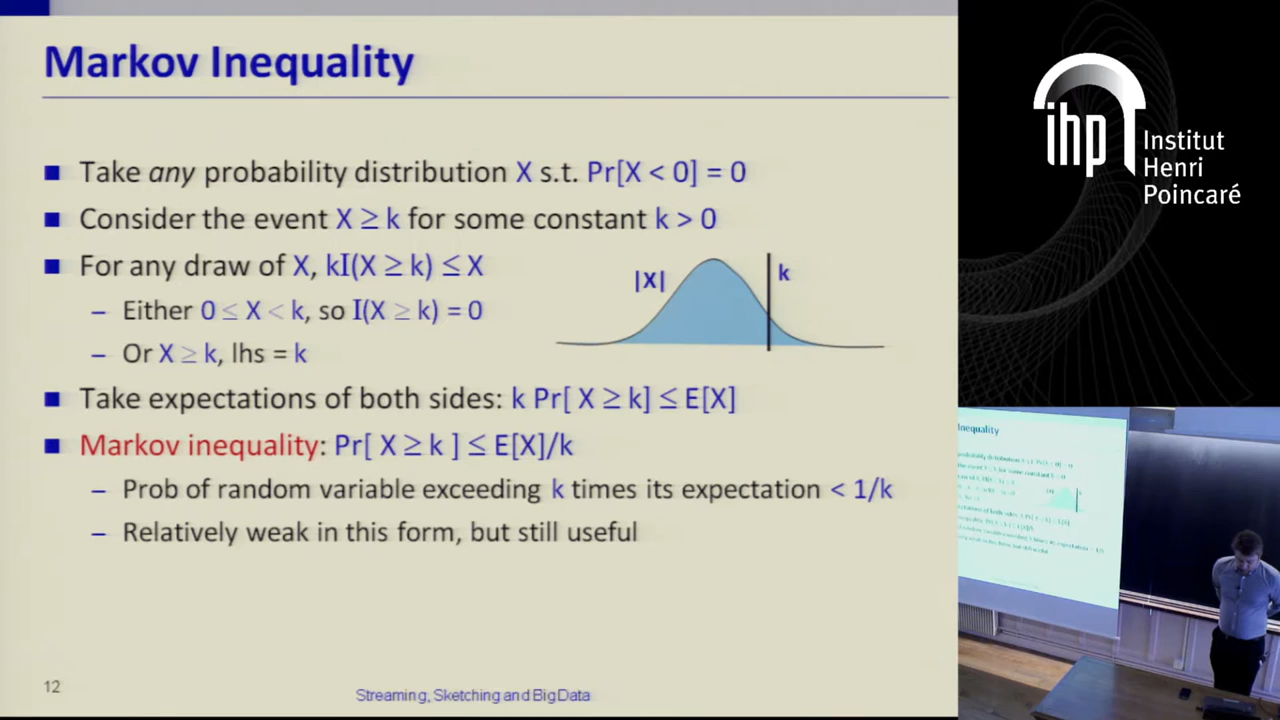 Markov Inequality
Take any probability distribution X s.t. Pr[X < 0] = 0
Consider the event X ≥ k for some constant k > 0
For any draw of X, kI(X ≥ k) ≤ X
– Either 0 ≤ X < k, so I(X ≥ k) = 0
– Or X ≥ k, lhs = k
|X|
k
Take expectations of both sides: k Pr[ X ≥ k] ≤ E[X]
Markov inequality: Pr[ X ≥ k ] ≤ E[X]/k
– Prob of random variable exceeding k times its expectation < 1/k
– Relatively weak in this form, but still useful
12
Streaming, Sketching and Big Data
ihp
Institut
Henri
Poincaré